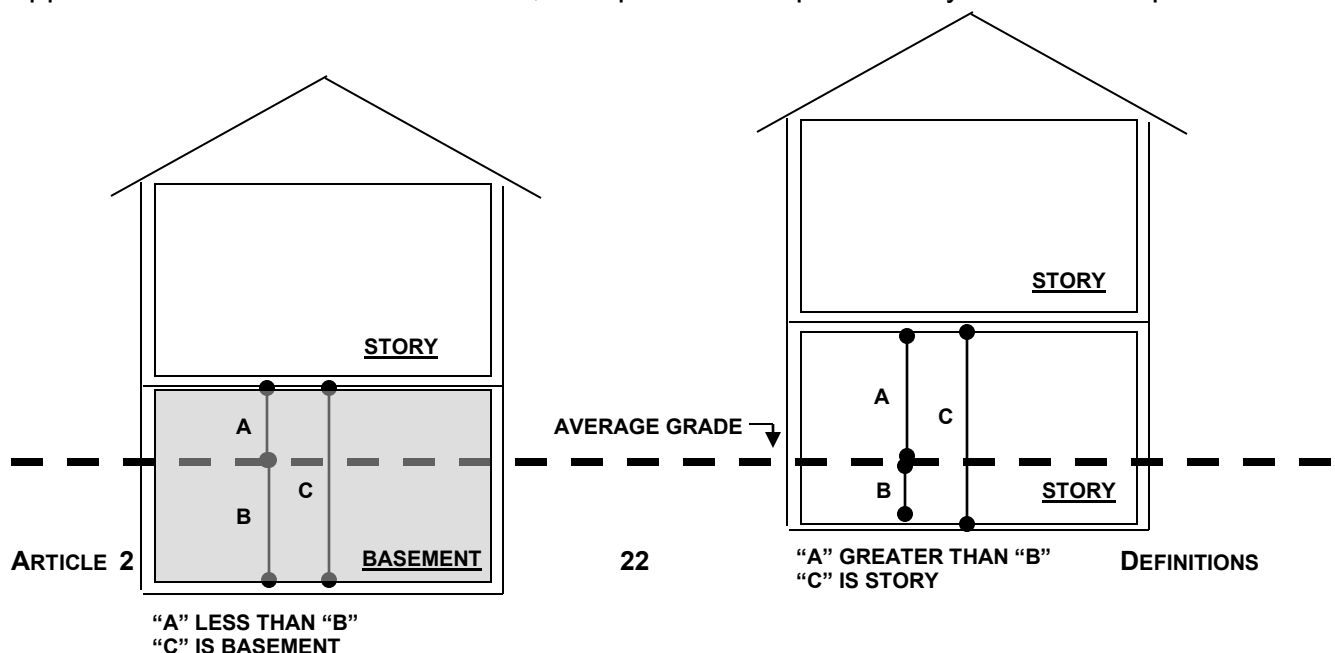 STORY
STORY
A
A
C
AVERAGE GRADE
C
B
STORY
B
BASEMENT
ARTICLE 2
22
“A” GREATER THAN “B”
“C” IS STORY
DEFINITIONS
“A” LESS THAN “B”
“C” IS BASEMENT